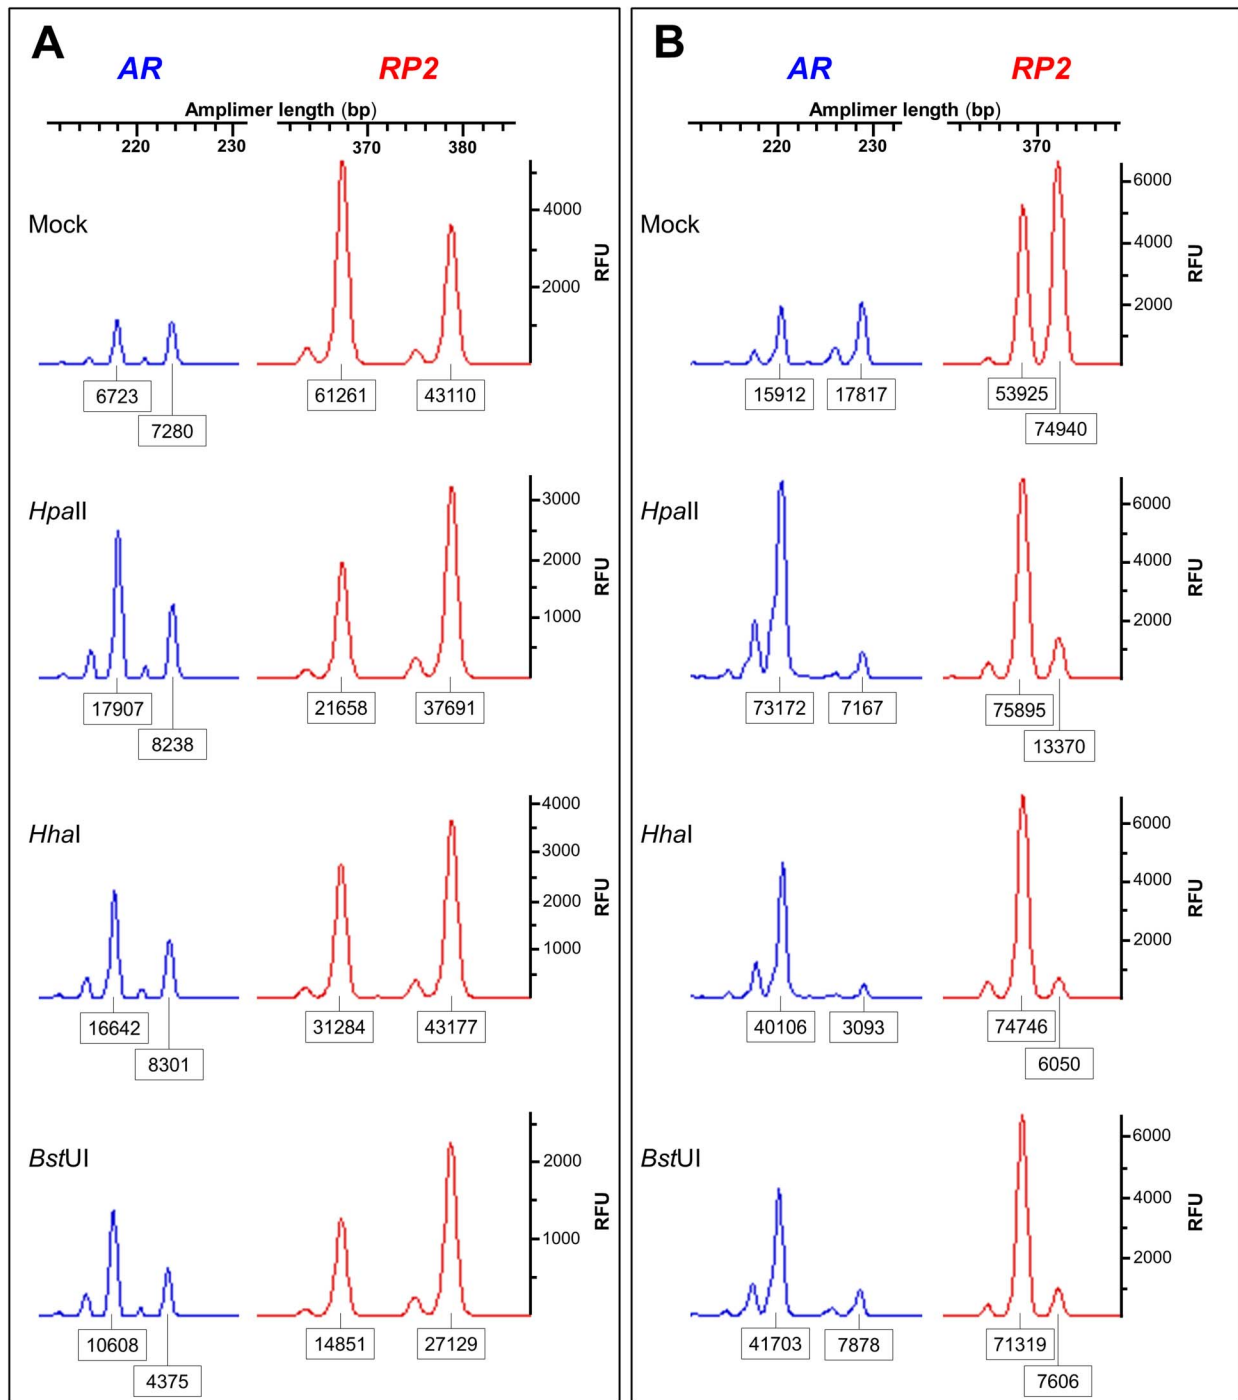 A
AR RP2
Amplimer length (bp)
220 230 370 380
Mock
4000
2000
RFU
6723 61261 43110
7280
HpaII
3000
2000
1000
RFU
17907 21658 37691
8238
HhaI
4000
3000
2000
1000
RFU
16642 31284 43177
8301
BstUI
2000
1000
RFU
10608 14851 27129
4375
B
AR RP2
Amplimer length (bp)
220 230 370
Mock
6000
4000
2000
RFU
15912 17817 53925
74940
HpaII
6000
4000
2000
RFU
73172 7167 75895
13370
HhaI
6000
4000
2000
RFU
40106 3093 74746
6050
BstUI
6000
4000
2000
RFU
41703 7878 71319
7606